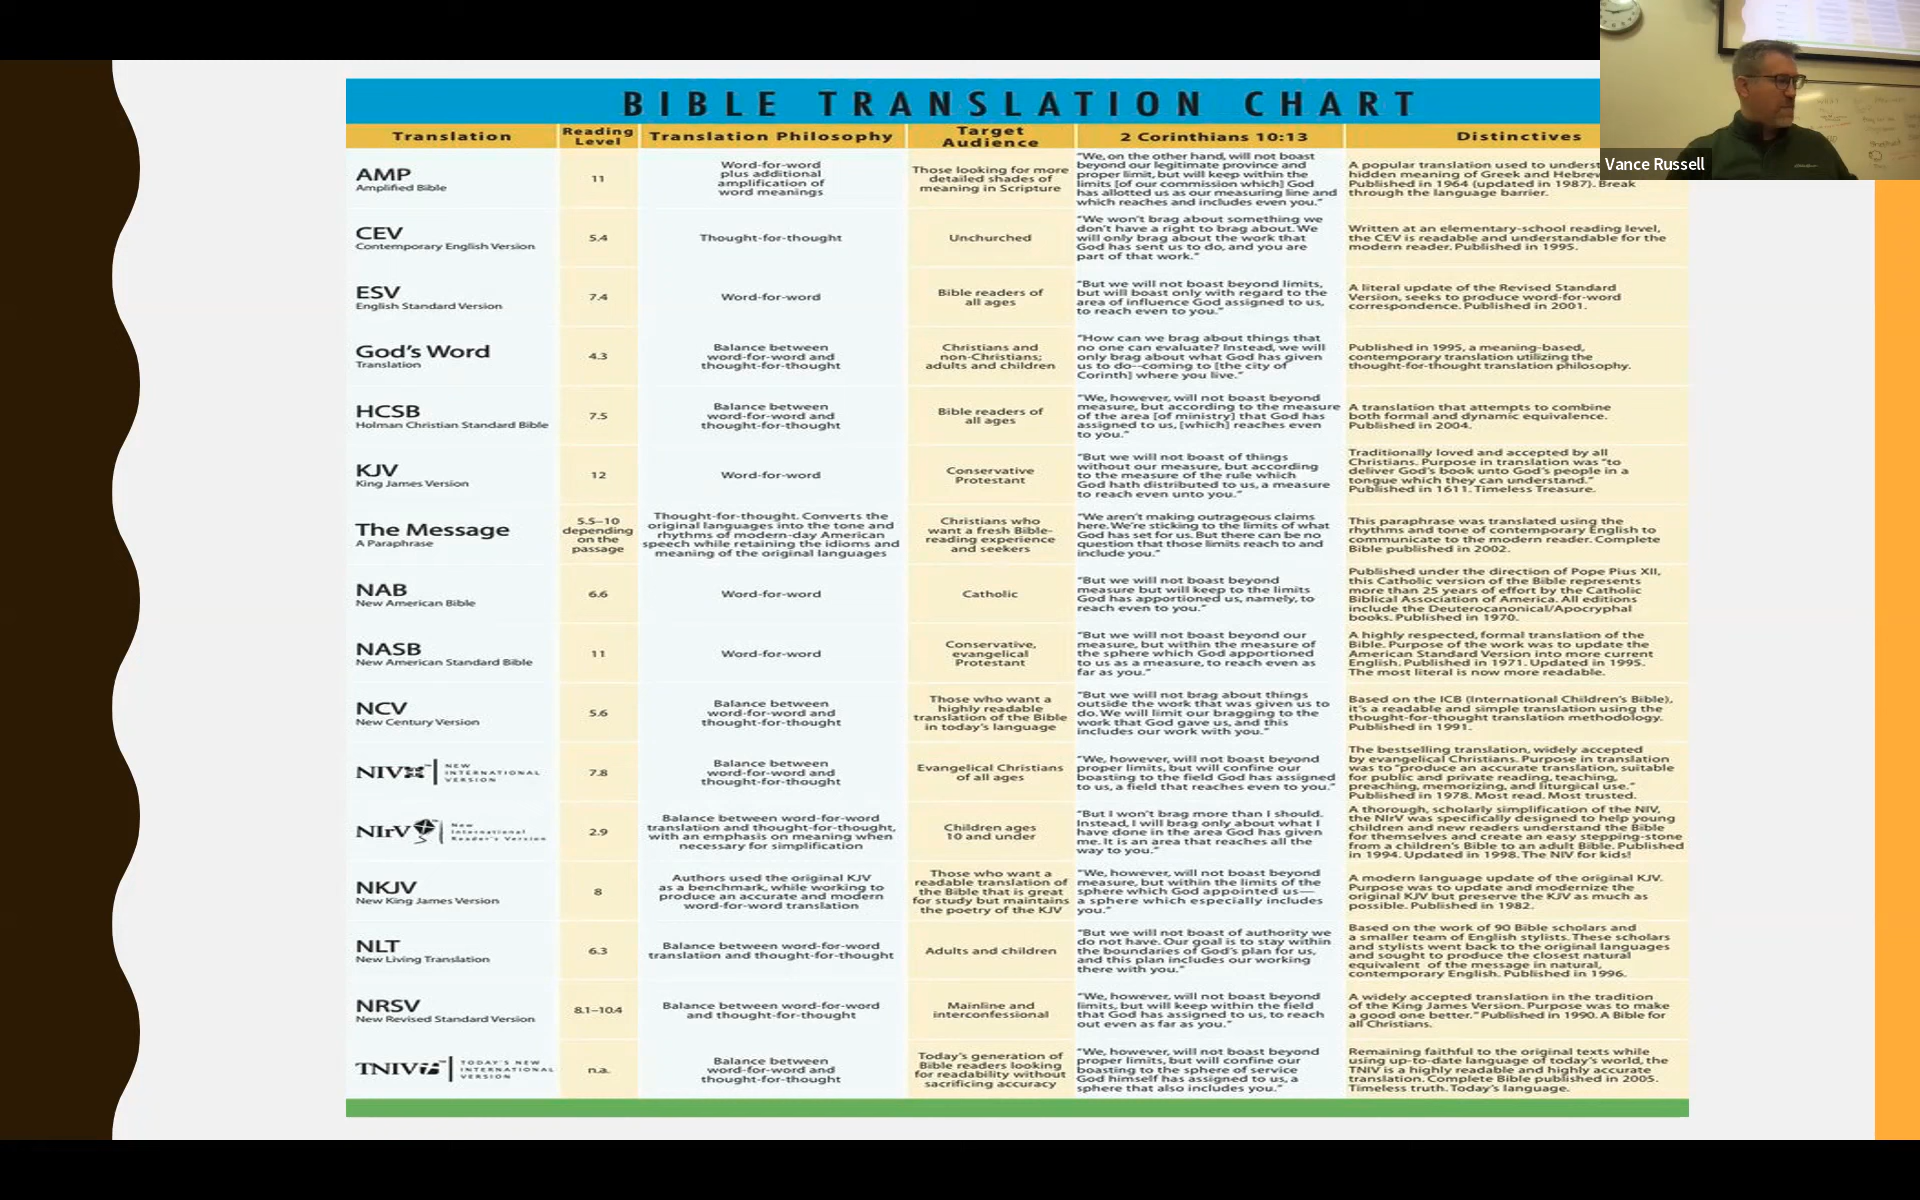 BIBLE TRANSLATION CHART
Translation
Reading
Level
Translation Philosophy
Target
Audience
2 Corinthians 10:13
Distinctives
AMP
Amplified Bible
11
Word-for-word
plus additional
amplification of
word meanings
Those looking for more
detailed shades of
meaning in Scripture
"We, on the other hand, will not boast
beyond our legitimate province and
proper limit, but will keep within the
limits [of our commission which] God
has allotted us as our measuring line and
which reaches and includes even you."
A popular translation used to underst
hidden meaning of Greek and Hebrew
Published in 1964 (updated in 1987). Break
through the language barrier.
CEV
Contemporary English Version
5.4
Thought-for-thought
Unchurched
"We won't brag about something we
don't have a right to brag about. We
will only brag about the work that
God has sent us to do, and you are
part of that work."
Written at an elementary-school reading level,
the CEV is readable and understandable for the
modern reader. Published in 1995.
ESV
English Standard Version
7.4
Word-for-word
Bible readers of
all ages
"But we will not boast beyond limits,
but will boast only with regard to the
area of influence God assigned to us,
to reach even to you."
A literal update of the Revised Standard
Version, seeks to produce word-for-word
correspondence. Published in 2001.
God's Word
Translation
4.3
Balance between
word-for-word and
thought-for-thought
Christians and
non-Christians;
adults and children
"How can we brag about things that
no one can evaluate? Instead, we will
only brag about what God has given
us to do--coming to [the city of
Corinth] where you live."
Published in 1995, a meaning-based,
contemporary translation utilizing the
thought-for-thought translation philosophy.
HCSB
Holman Christian Standard Bible
7.5
Balance between
word-for-word and
thought-for-thought
Bible readers of
all ages
"We, however, will not boast beyond
measure, but according to the measure
of the area [of ministry] that God has
assigned to us, [which] reaches even
to you."
A translation that attempts to combine
both formal and dynamic equivalence.
Published in 2004.
KJV
King James Version
12
Word-for-word
Conservative
Protestant
"But we will not boast of things
without our measure, but according
to the measure of the rule which
God hath distributed to us, a measure
to reach even unto you."
Traditionally loved and accepted by all
Christians. Purpose in translation was "to
deliver God's book unto God's people in a
tongue which they can understand."
Published in 1611. Timeless Treasure.
The Message
A Paraphrase
5.5–10
depending
on the
passage
Thought-for-thought. Converts the
original languages into the tone and
rhythms of modern-day American
speech while retaining the idioms and
meaning of the original languages
Christians who
want a fresh Bible-
reading experience
and seekers
"We aren't making outrageous claims
here. We're sticking to the limits of what
God has set for us. But there can be no
question that those limits reach to and
include you."
This paraphrase was translated using the
rhythms and tone of contemporary English to
communicate to the modern reader. Complete
Bible published in 2002.
NAB
New American Bible
6.6
Word-for-word
Catholic
"But we will not boast beyond
measure but will keep to the limits
God has apportioned us, namely, to
reach even to you."
Published under the direction of Pope Pius XII,
this Catholic version of the Bible represents
more than 25 years of effort by the Catholic
Biblical Association of America. All editions
include the Deuterocanonical/Apocryphal
books. Published in 1970.
NASB
New American Standard Bible
11
Word-for-word
Conservative,
evangelical
Protestant
"But we will not boast beyond our
measure, but within the measure of
the sphere which God apportioned
to us as a measure, to reach even as
far as you."
A highly respected, formal translation of the
Bible. Purpose of the work was to update the
American Standard Version into more current
English. Published in 1971. Updated in 1995.
The most literal is now more readable.
NCV
New Century Version
5.6
Balance between
word-for-word and
thought-for-thought
Those who want a
highly readable
translation of the Bible
in today's language
"But we will not brag about things
outside the work that was given us to
do. We will limit our bragging to the
work that God gave us, and this
includes our work with you."
Based on the ICB (International Children's Bible),
it's a readable and simple translation using the
thought-for-thought translation methodology.
Published in 1991.
NIV
NEW
INTERNATIONAL
VERSION
7.8
Balance between
word-for-word and
thought-for-thought
Evangelical Christians
of all ages
"We, however, will not boast beyond
proper limits, but will confine our
boasting to the field God has assigned
to us, a field that reaches even to you."
The bestselling translation, widely accepted
by evangelical Christians. Purpose in translation
was to "produce an accurate translation, suitable
for public and private reading, teaching,
preaching, memorizing, and liturgical use."
Published in 1978. Most read. Most trusted.
NIrV
New
International
Reader's Version
2.9
Balance between word-for-word
translation and thought-for-thought,
with an emphasis on meaning when
necessary for simplification
Children ages
10 and under
"But I won't brag more than I should.
Instead, I will brag only about what I
have done in the area God has given
me. It is an area that reaches all the
way to you."
A thorough, scholarly simplification of the NIV,
the NIrV was specifically designed to help young
children and new readers understand the Bible
for themselves and create an easy stepping-stone
from a children's Bible to an adult Bible. Published
in 1994. Updated in 1998. The NIV for kids!
NKJV
New King James Version
8
Authors used the original KJV
as a benchmark, while working to
produce an accurate and modern
word-for-word translation
Those who want a
readable translation of
the Bible that is great
for study but maintains
the poetry of the KJV
"We, however, will not boast beyond
measure, but within the limits of the
sphere which God appointed us—
a sphere which especially includes
you."
A modern language update of the original KJV.
Purpose was to update and modernize the
original KJV but preserve the KJV as much as
possible. Published in 1982.
NLT
New Living Translation
6.3
Balance between word-for-word
translation and thought-for-thought
Adults and children
"But we will not boast of authority we
do not have. Our goal is to stay within
the boundaries of God's plan for us,
and this plan includes our working
there with you."
Based on the work of 90 Bible scholars and
a smaller team of English stylists. These scholars
and stylists went back to the original languages
and sought to produce the closest natural
equivalent of the message in natural,
contemporary English. Published in 1996.
NRSV
New Revised Standard Version
8.1–10.4
Balance between word-for-word
and thought-for-thought
Mainline and
interconfessional
"We, however, will not boast beyond
limits, but will keep within the field
that God has assigned to us, to reach
out even as far as you."
A widely accepted translation in the tradition
of the King James Version. Purpose was to make
a good one better." Published in 1990. A Bible for
all Christians.
TNIV
TODAY'S NEW
INTERNATIONAL
VERSION
n.a.
Balance between
word-for-word and
thought-for-thought
Today's generation of
Bible readers looking
for readability without
sacrificing accuracy
"We, however, will not boast beyond
proper limits, but will confine our
boasting to the sphere of service
God himself has assigned to us, a
sphere that also includes you."
Remaining faithful to the original texts while
using up-to-date language of today's world, the
TNIV is a highly readable and highly accurate
translation. Complete Bible published in 2005.
Timeless truth. Today's language.
Vance Russell